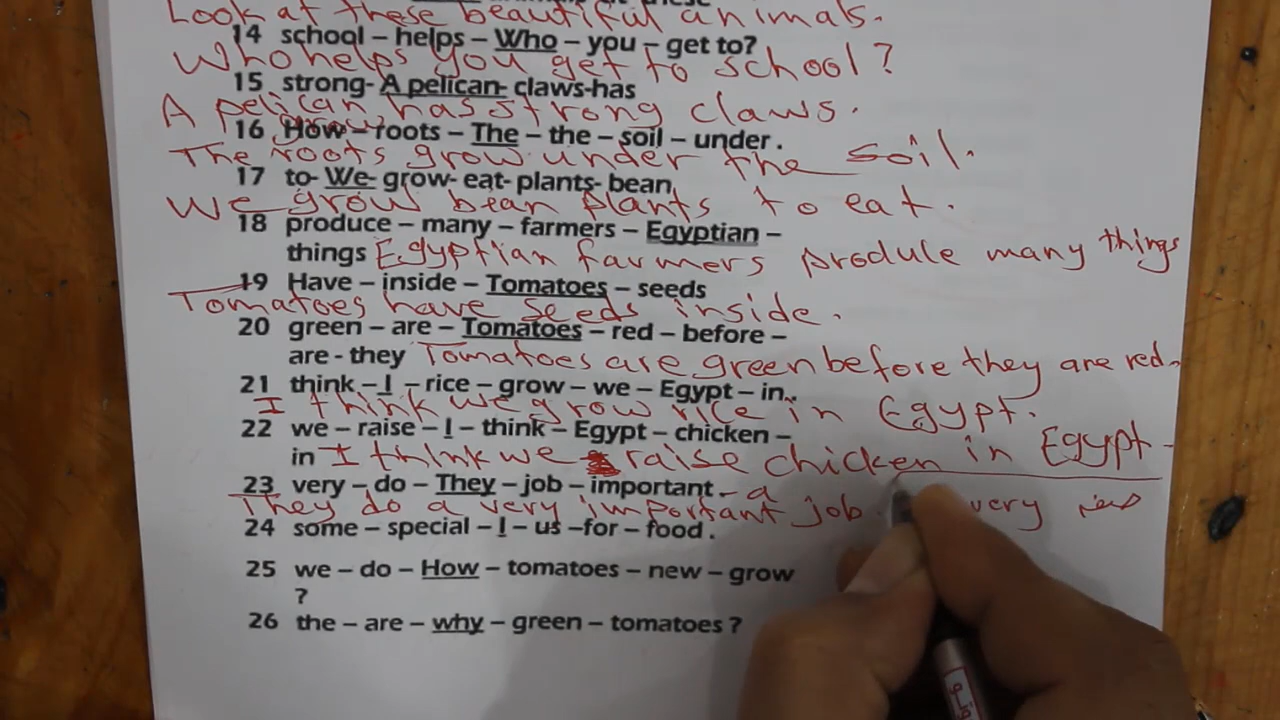 Look at these beautiful animals.
14 school – helps – Who – you – get to?
Who helps you get to school?
15 strong- A pelican- claws-has
A pelican has strong claws.
grow
16 How – roots – The – the – soil – under .
The roots grow under the soil.
17 to- We- grow- eat- plants- bean
We grow bean plants to eat.
18 produce – many – farmers – Egyptian –
things Egyptian farmers produle many things
19 Have – inside – Tomatoes – seeds
Tomatoes have seeds inside.
20 green – are – Tomatoes – red – before –
are - they Tomatoes are green before they are red.
21 think – I – rice – grow – we – Egypt – in..
I think we grow rice in Egypt.
22 we – raise – I – think – Egypt – chicken –
in I think we raise chicken in Egypt.
23 very – do – They – job – important - a
They do a very important job very
24 some – special – I – us –for – food .
25 we – do – How – tomatoes – new – grow
?
26 the – are – why – green – tomatoes ?